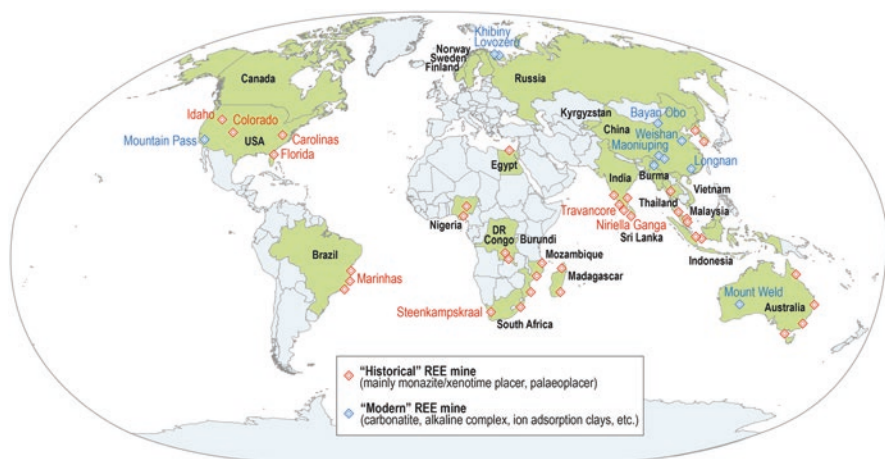 Khibiny
Lovozero
Norway
Sweden
Finland
Canada
Russia
Idaho
Colorado
Kyrgyzstan
Bayan Obo
Mountain Pass
USA
Carolinas
China
Weishan
Maoniuping
Florida
Longnan
Egypt
India
Burma
Vietnam
Thailand
Travancore
Malaysia
Nigeria
Niriella Ganga
DR
Congo
Burundi
Sri Lanka
Mozambique
Indonesia
Brazil
Marinhas
Madagascar
Mount Weld
Australia
Steenkampskraal
South Africa
"Historical" REE mine
(mainly monazite/xenotime placer, palaeoplacer)
"Modern" REE mine
(carbonatite, alkaline complex, ion adsorption clays, etc.)